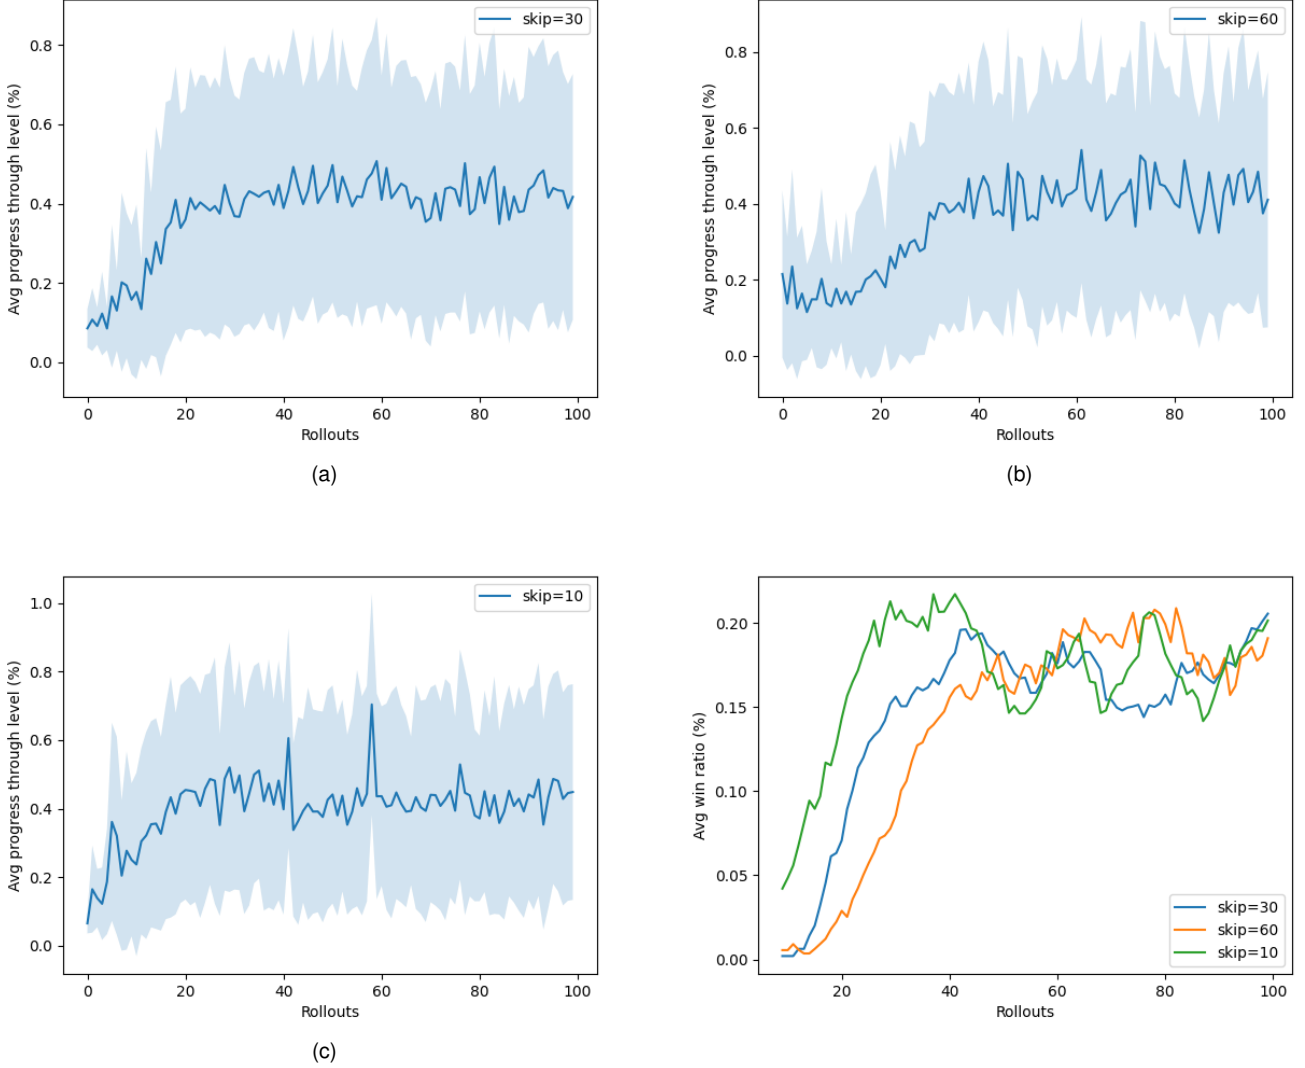 skip=30
0.8
0.6
0.4
0.2
0.0
Avg progress through level (%)
0 20 40 60 80 100
Rollouts
(a)
skip=60
0.8
0.6
0.4
0.2
0.0
Avg progress through level (%)
0 20 40 60 80 100
Rollouts
(b)
skip=10
1.0
0.8
0.6
0.4
0.2
0.0
Avg progress through level (%)
0 20 40 60 80 100
Rollouts
(c)
0.20
0.15
0.10
0.05
0.00
Avg win ratio (%)
skip=30
skip=60
skip=10
20 40 60 80 100
Rollouts